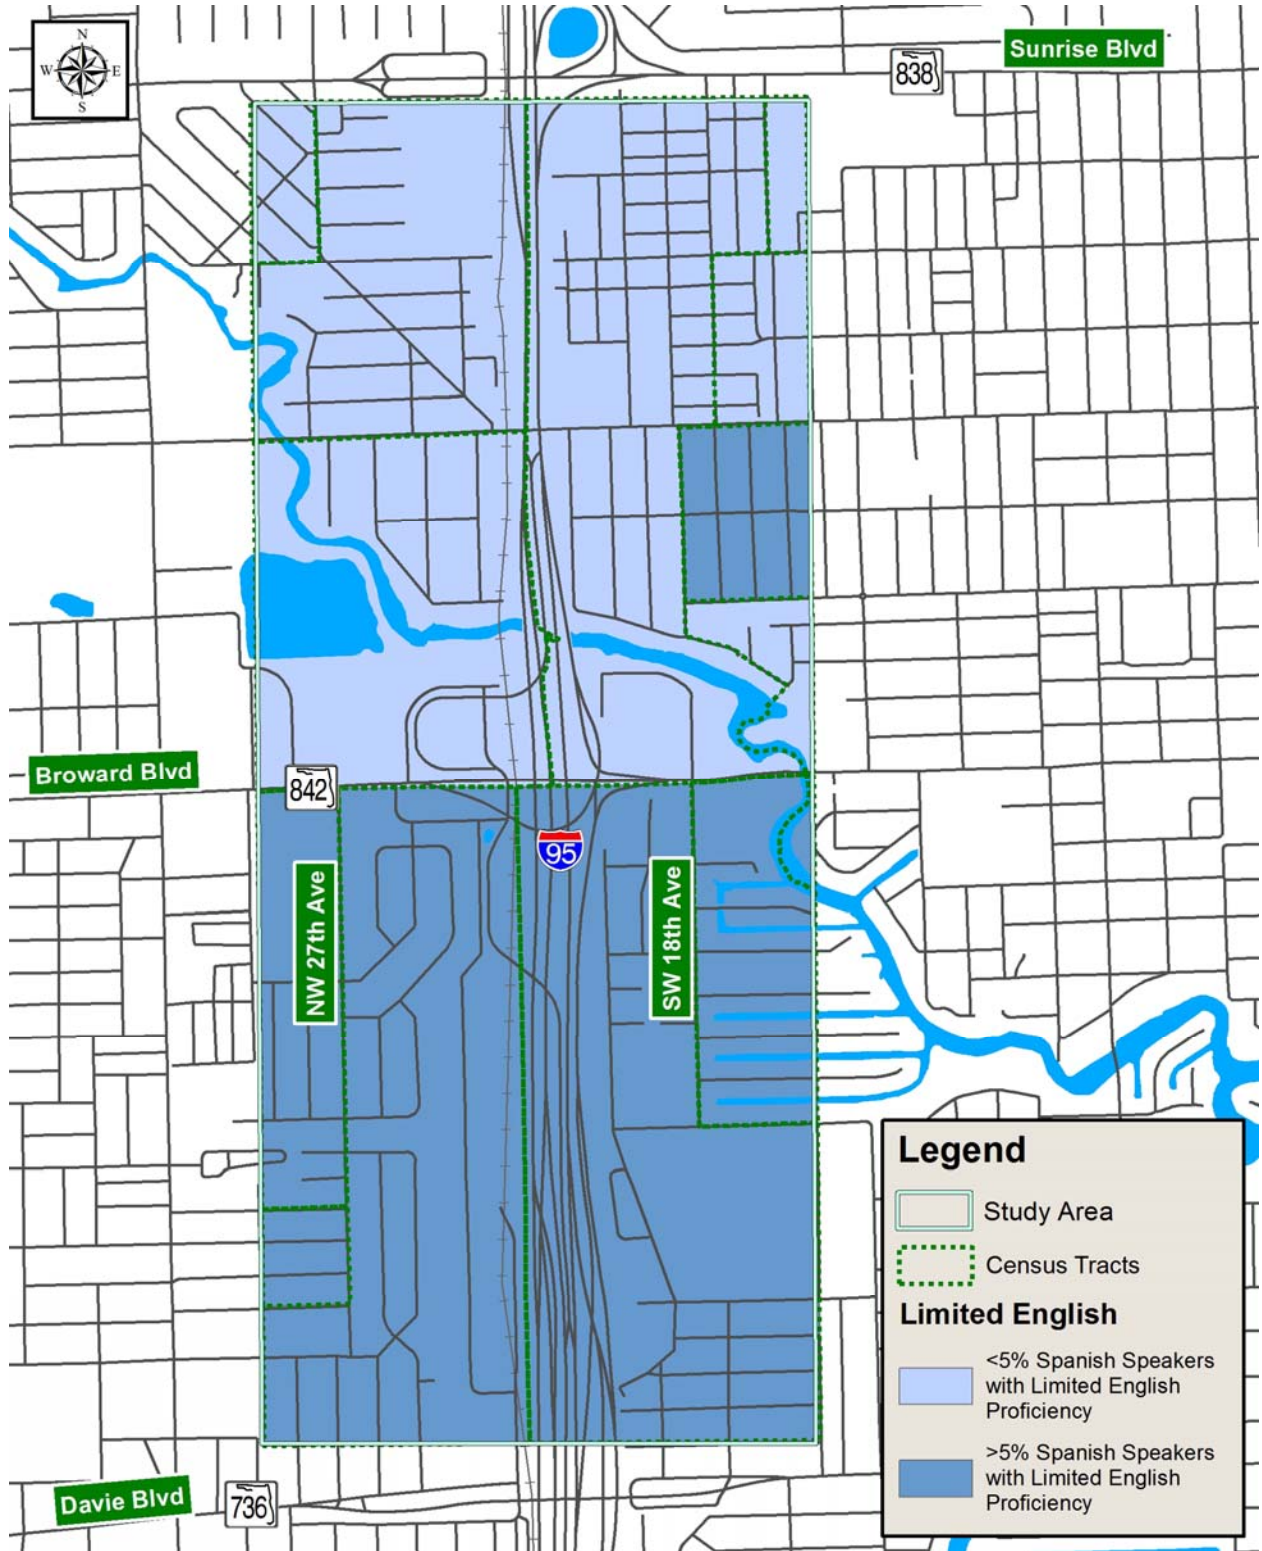 N
W E
S
Sunrise Blvd
838
Broward Blvd
842
95
NW 27th Ave
SW 18th Ave
Davie Blvd
736
Legend
Study Area
Census Tracts
Limited English
<5% Spanish Speakers
with Limited English
Proficiency
>5% Spanish Speakers
with Limited English
Proficiency